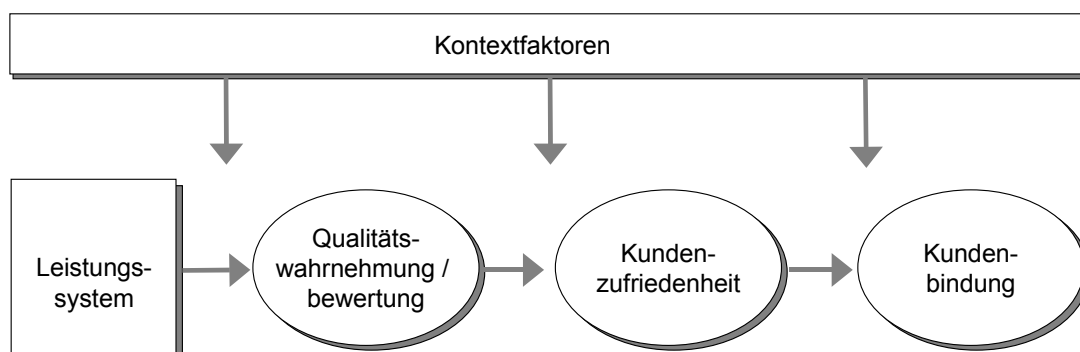 Kontextfaktoren
Leistungs-
system
Qualitäts-
wahrnehmung /
bewertung
Kunden-
zufriedenheit
Kunden-
bindung